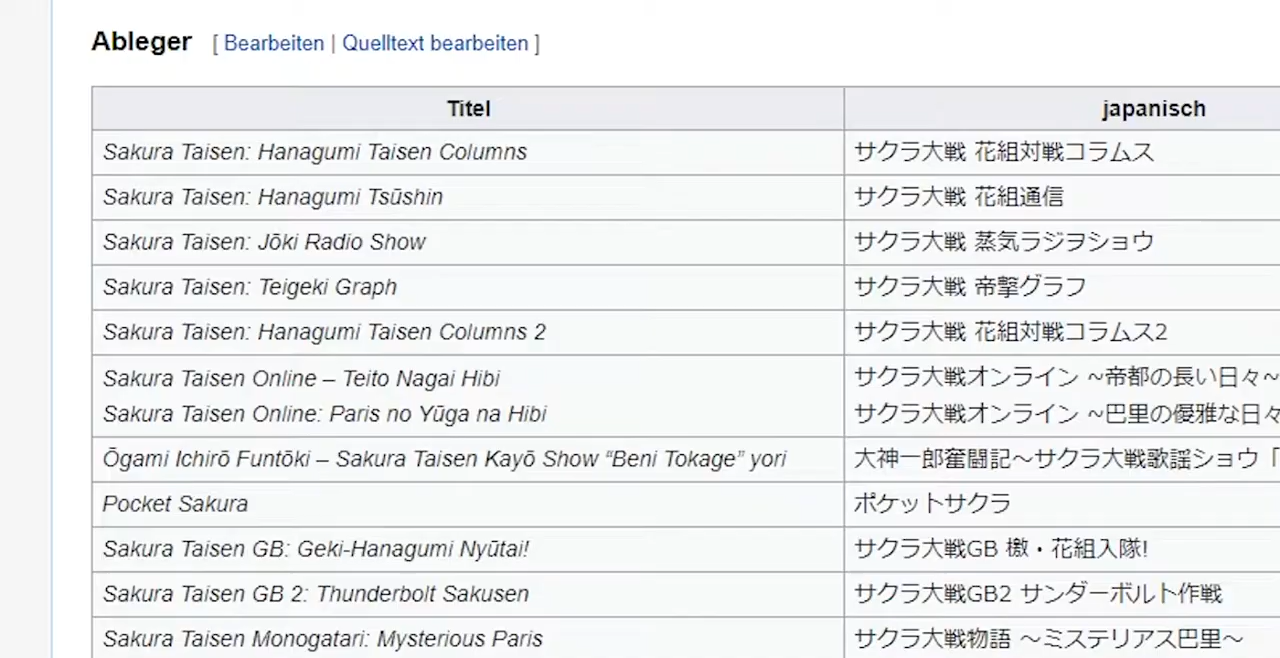 Ableger [ Bearbeiten | Quelltext bearbeiten ]
Titel japanisch
Sakura Taisen: Hanagumi Taisen Columns サクラ大戦 花組対戦コラムス
Sakura Taisen: Hanagumi Tsūshin サクラ大戦 花組通信
Sakura Taisen: Jōki Radio Show サクラ大戦 蒸気ラジヲショウ
Sakura Taisen: Teigeki Graph サクラ大戦 帝撃グラフ
Sakura Taisen: Hanagumi Taisen Columns 2 サクラ大戦 花組対戦コラムス2
Sakura Taisen Online – Teito Nagai Hibi サクラ大戦オンライン ~帝都の長い日々~
Sakura Taisen Online: Paris no Yūga na Hibi サクラ大戦オンライン ~巴里の優雅な日々
Ōgami Ichirō Funtōki – Sakura Taisen Kayō Show “Beni Tokage” yori 大神一郎奮闘記～サクラ大戦歌謡ショウ「
Pocket Sakura ポケットサクラ
Sakura Taisen GB: Geki-Hanagumi Nyūtai! サクラ大戦GB 檄・花組入隊!
Sakura Taisen GB 2: Thunderbolt Sakusen サクラ大戦GB2 サンダーボルト作戦
Sakura Taisen Monogatari: Mysterious Paris サクラ大戦物語 ～ミステリアス巴里～